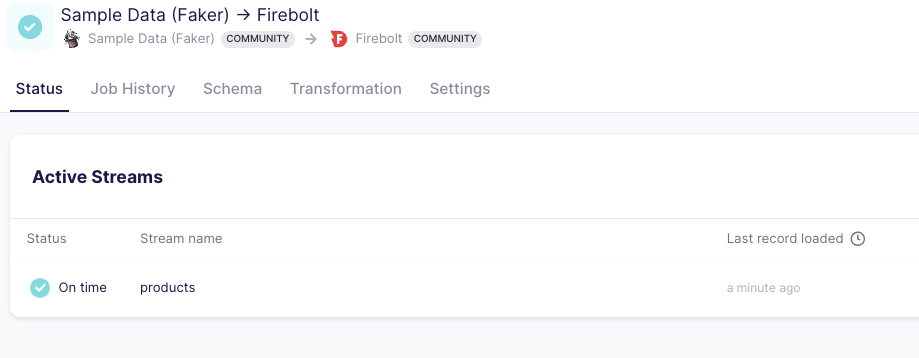 Sample Data (Faker) → Firebolt
Sample Data (Faker) COMMUNITY → Firebolt COMMUNITY
Status Job History Schema Transformation Settings
Active Streams
Status Stream name Last record loaded
On time products a minute ago